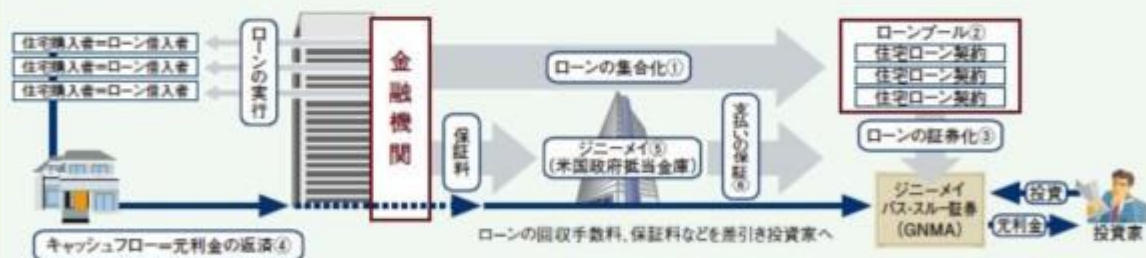 住宅購入者=ローン借入者
住宅購入者=ローン借入者
住宅購入者=ローン借入者
ローンの実行
金融機関
ローンの集合化①
ローンプール②
住宅ローン契約
住宅ローン契約
住宅ローン契約
ローンの証券化③
保証料
ジニーメイ⑤
(米国政府抵当金庫)
支払いの保証⑥
ジニーメイ
パス・スルー証券
(GNMA)
投資
元利金
投資家
キャッシュフロー=元利金の返済④
ローンの回収手数料、保証料などを差引き投資家へ